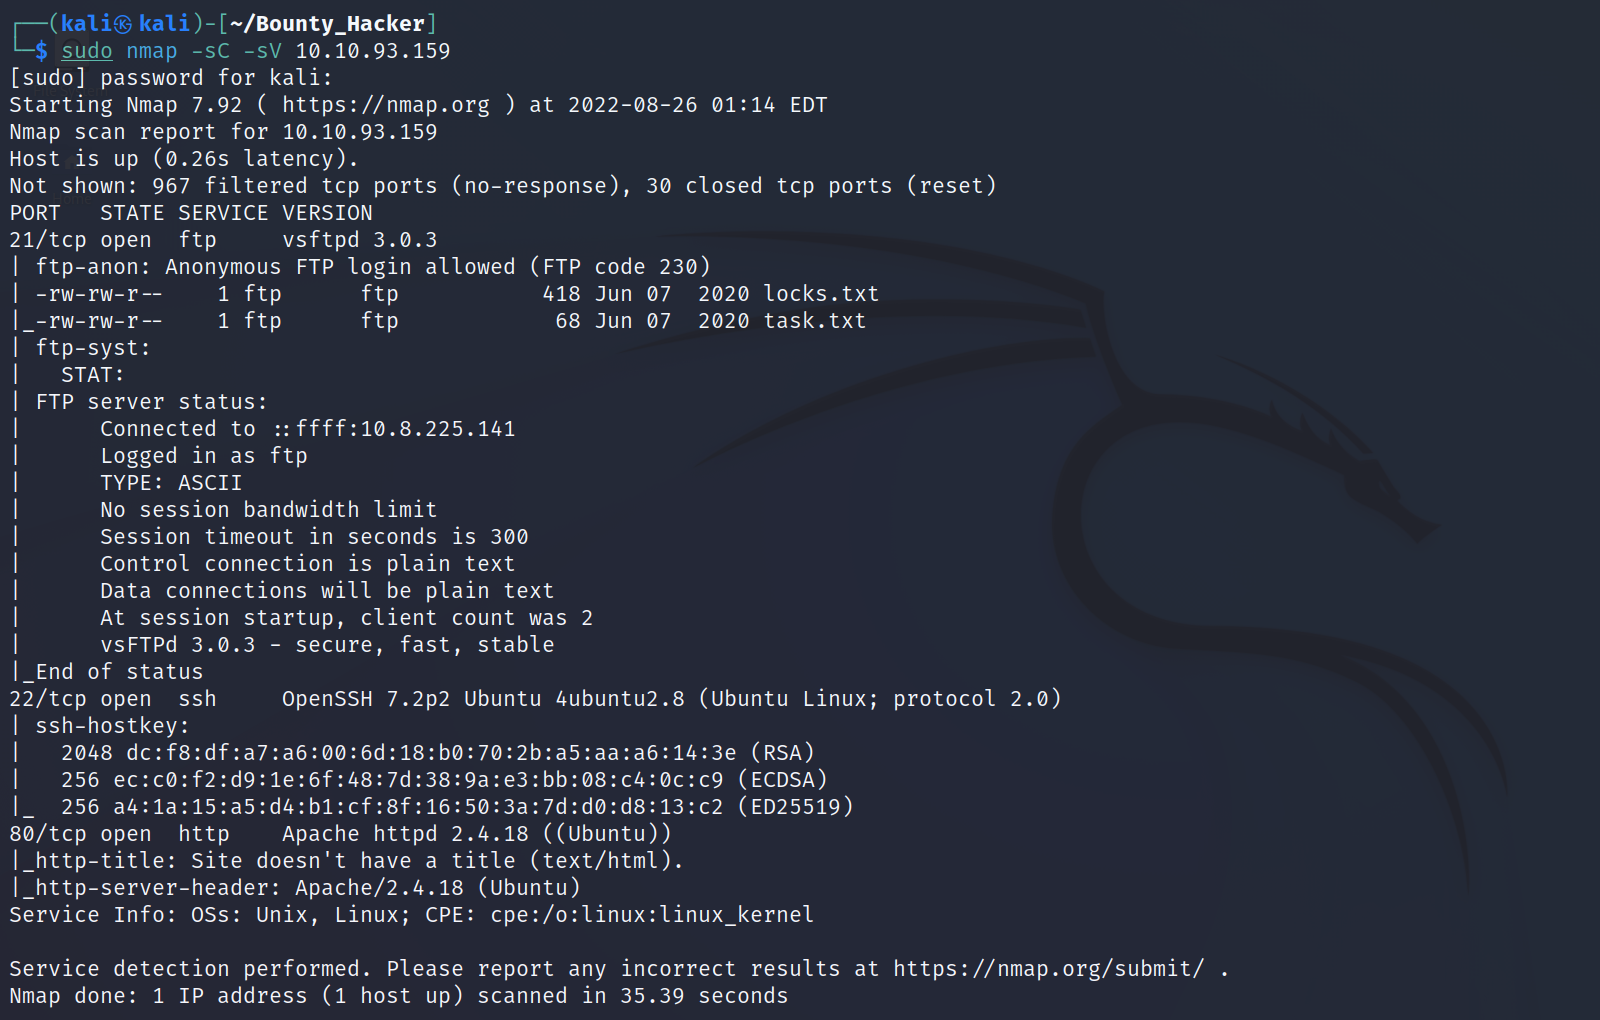 ┌──(kali㉿kali)-[~/Bounty_Hacker]
└─$ sudo nmap -sC -sV 10.10.93.159
[sudo] password for kali:
Starting Nmap 7.92 ( https://nmap.org ) at 2022-08-26 01:14 EDT
Nmap scan report for 10.10.93.159
Host is up (0.26s latency).
Not shown: 967 filtered tcp ports (no-response), 30 closed tcp ports (reset)
PORT   STATE SERVICE VERSION
21/tcp open  ftp     vsftpd 3.0.3
| ftp-anon: Anonymous FTP login allowed (FTP code 230)
| -rw-rw-r--    1 ftp      ftp           418 Jun 07  2020 locks.txt
|_-rw-rw-r--    1 ftp      ftp            68 Jun 07  2020 task.txt
| ftp-syst:
|   STAT:
| FTP server status:
|      Connected to ::ffff:10.8.225.141
|      Logged in as ftp
|      TYPE: ASCII
|      No session bandwidth limit
|      Session timeout in seconds is 300
|      Control connection is plain text
|      Data connections will be plain text
|      At session startup, client count was 2
|      vsFTPd 3.0.3 - secure, fast, stable
|_End of status
22/tcp open  ssh     OpenSSH 7.2p2 Ubuntu 4ubuntu2.8 (Ubuntu Linux; protocol 2.0)
| ssh-hostkey:
|   2048 dc:f8:df:a7:a6:00:6d:18:b0:70:2b:a5:aa:a6:14:3e (RSA)
|   256 ec:c0:f2:d9:1e:6f:48:7d:38:9a:e3:bb:08:c4:0c:c9 (ECDSA)
|_  256 a4:1a:15:a5:d4:b1:cf:8f:16:50:3a:7d:d0:d8:13:c2 (ED25519)
80/tcp open  http    Apache httpd 2.4.18 ((Ubuntu))
|_http-title: Site doesn't have a title (text/html).
|_http-server-header: Apache/2.4.18 (Ubuntu)
Service Info: OSs: Unix, Linux; CPE: cpe:/o:linux:linux_kernel

Service detection performed. Please report any incorrect results at https://nmap.org/submit/ .
Nmap done: 1 IP address (1 host up) scanned in 35.39 seconds